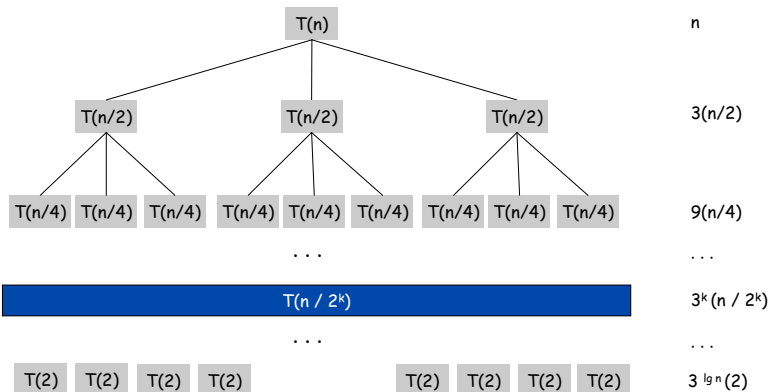 T(n) n
T(n/2) T(n/2) T(n/2) 3(n/2)
T(n/4) T(n/4) T(n/4) T(n/4) T(n/4) T(n/4) T(n/4) T(n/4) T(n/4) 9(n/4)
. . . . . .
T(n / 2ᵏ) 3ᵏ (n / 2ᵏ)
. . . . . .
T(2) T(2) T(2) T(2) T(2) T(2) T(2) T(2) 3 ˡᵍ ⁿ (2)